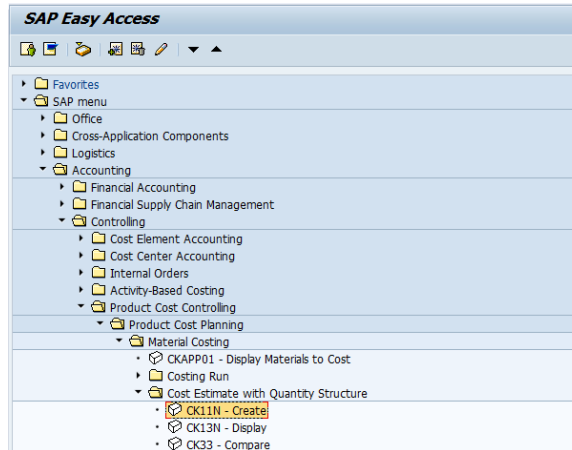 SAP Easy Access
Favorites
SAP menu
Office
Cross-Application Components
Logistics
Accounting
Financial Accounting
Financial Supply Chain Management
Controlling
Cost Element Accounting
Cost Center Accounting
Internal Orders
Activity-Based Costing
Product Cost Controlling
Product Cost Planning
Material Costing
CKAPP01 - Display Materials to Cost
Costing Run
Cost Estimate with Quantity Structure
CK11N - Create
CK13N - Display
CK33 - Compare